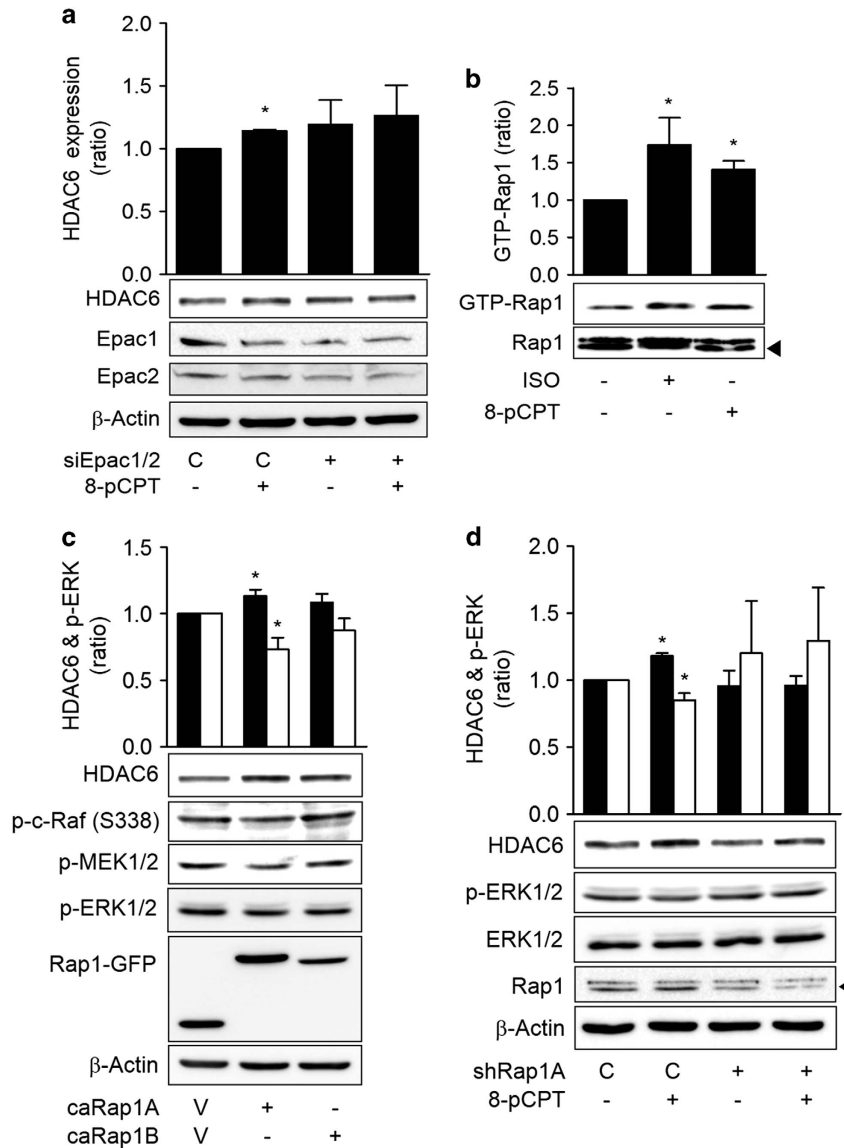 a
HDAC6 expression
(ratio)
2.0
1.5
1.0
0.5
0.0
*
HDAC6
Epac1
Epac2
β-Actin
siEpac1/2 C C + +
8-pCPT - + - +
b
GTP-Rap1 (ratio)
2.5
2.0
1.5
1.0
0.5
0.0
*
*
GTP-Rap1
Rap1
ISO - + -
8-pCPT - - +
c
HDAC6 & p-ERK
(ratio)
1.5
1.0
0.5
0.0
*
*
HDAC6
p-c-Raf (S338)
p-MEK1/2
p-ERK1/2
Rap1-GFP
β-Actin
caRap1A V + -
caRap1B V - +
d
HDAC6 & p-ERK
(ratio)
2.0
1.5
1.0
0.5
0.0
*
*
HDAC6
p-ERK1/2
ERK1/2
Rap1
β-Actin
shRap1A C C + +
8-pCPT - + - +